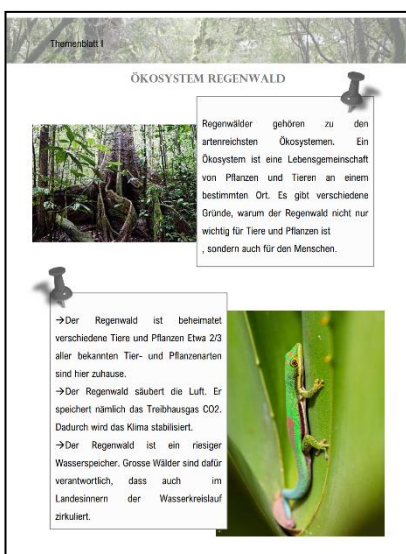 Themenblatt I
ÖKOSYSTEM REGENWALD
Regenwälder gehören zu den
artenreichsten Ökosystemen. Ein
Ökosystem ist eine Lebensgemeinschaft
von Pflanzen und Tieren an einem
bestimmten Ort. Es gibt verschiedene
Gründe, warum der Regenwald nicht nur
wichtig für Tiere und Pflanzen ist
, sondern auch für den Menschen.
→Der Regenwald ist beheimatet
verschiedene Tiere und Pflanzen Etwa 2/3
aller bekannten Tier- und Pflanzenarten
sind hier zuhause.
→Der Regenwald säubert die Luft. Er
speichert nämlich das Treibhausgas CO2.
Dadurch wird das Klima stabilisiert.
→Der Regenwald ist ein riesiger
Wasserspeicher. Grosse Wälder sind dafür
verantwortlich, dass auch im
Landesinnern der Wasserkreislauf
zirkuliert.